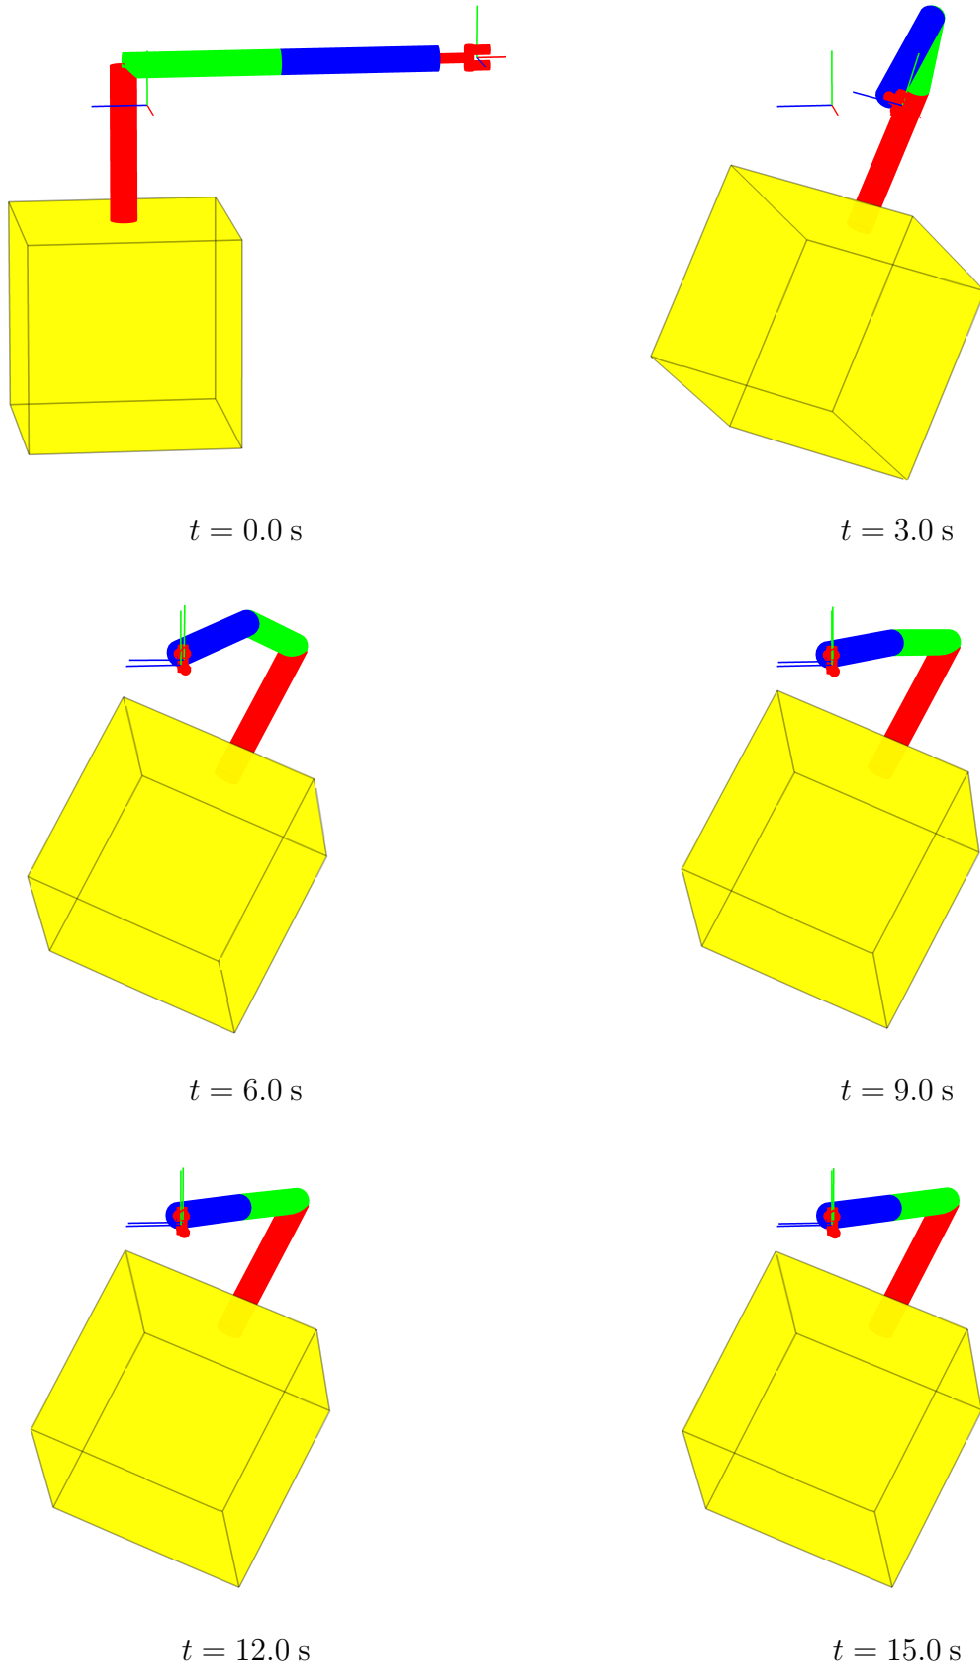 t = 0.0 s
t = 3.0 s
t = 6.0 s
t = 9.0 s
t = 12.0 s
t = 15.0 s